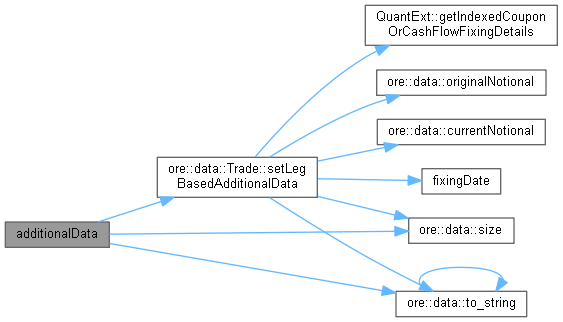 QuantExt::getIndexedCoupon
OrCashFlowFixingDetails
ore::data::originalNotional
ore::data::currentNotional
ore::data::Trade::setLeg
BasedAdditionalData
fixingDate
additionalData
ore::data::size
ore::data::to_string